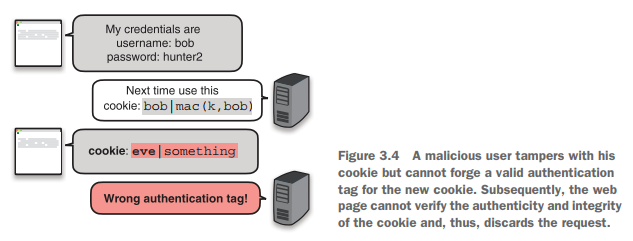 My credentials are
username: bob
password: hunter2
Next time use this
cookie: bob|mac(k,bob)
cookie: eve|something
Wrong authentication tag!
Figure 3.4 A malicious user tampers with his
cookie but cannot forge a valid authentication
tag for the new cookie. Subsequently, the web
page cannot verify the authenticity and integrity
of the cookie and, thus, discards the request.